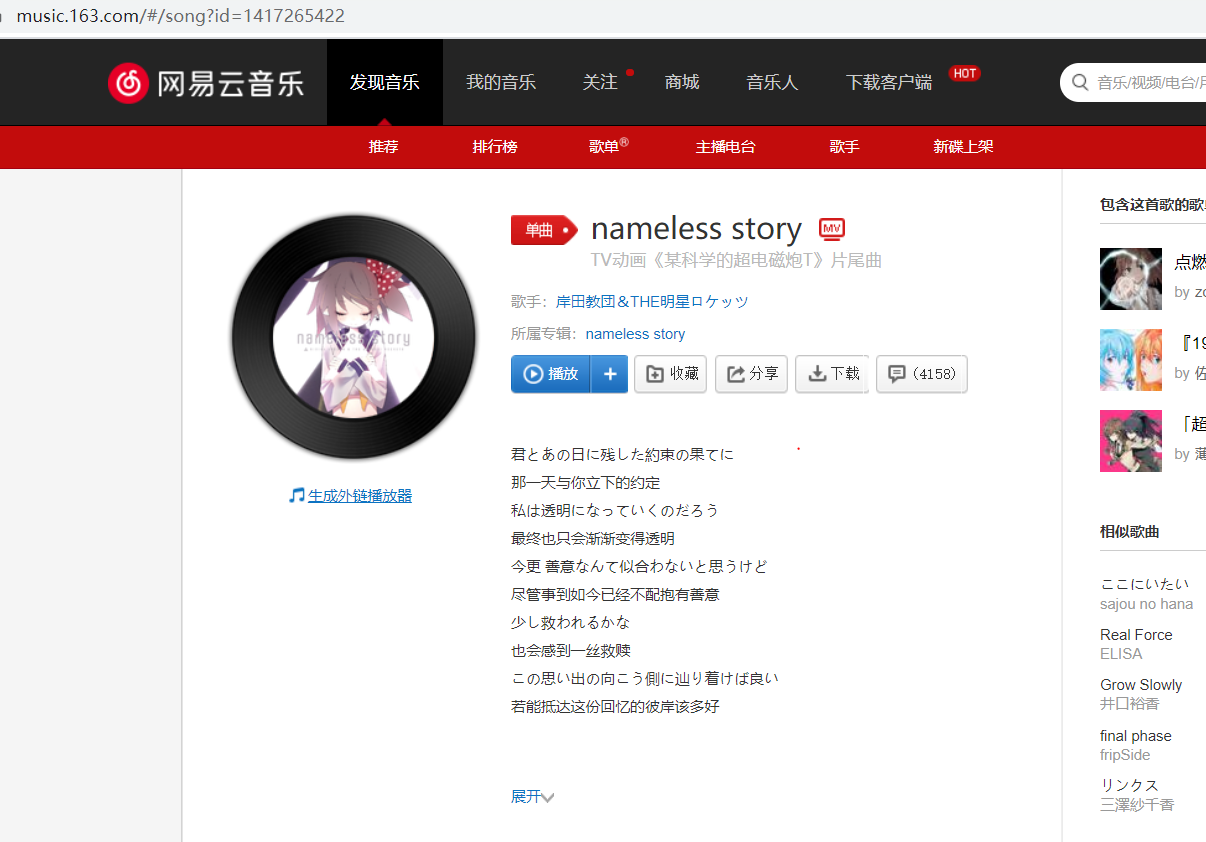 music.163.com/#/song?id=1417265422
网易云音乐
发现音乐
我的音乐
关注
商城
音乐人
下载客户端
HOT
音乐/视频/电台/用
推荐
排行榜
歌单®
主播电台
歌手
新碟上架
nameless story
生成外链播放器
单曲
nameless story
MV
TV动画《某科学的超电磁炮T》片尾曲
歌手：岸田教団&THE明星ロケッツ
所属专辑：nameless story
播放
+
收藏
分享
下载
(4158)
君とあの日に残した約束の果てに
那一天与你立下的约定
私は透明になっていくのだろう
最终也只会渐渐变得透明
今更 善意なんて似合わないと思うけど
尽管事到如今已经不配抱有善意
少し救われるかな
也会感到一丝救赎
この思い出の向こう側に辿り着けば良い
若能抵达这份回忆的彼岸该多好
展开
包含这首歌的歌单
点燃
by zo
『19
by 佐
「超
by 薄
相似歌曲
ここにいたい
sajou no hana
Real Force
ELISA
Grow Slowly
井口裕香
final phase
fripSide
リンクス
三澤紗千香